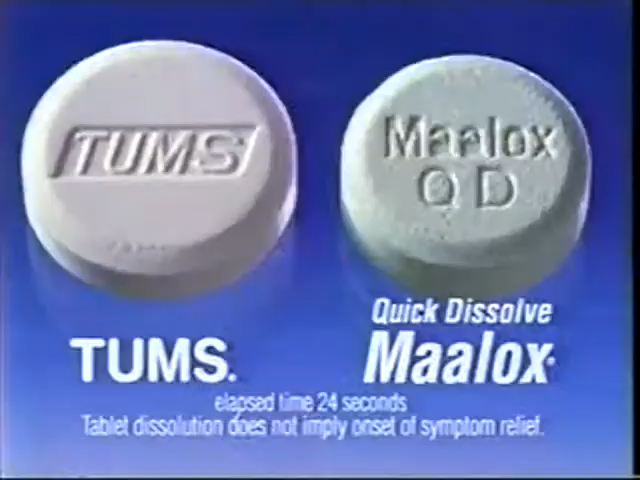 TUMS
Maalox
Q D
Quick Dissolve
TUMS.
Maalox
elapsed time 24 seconds
Tablet dissolution does not imply onset of symptom relief.